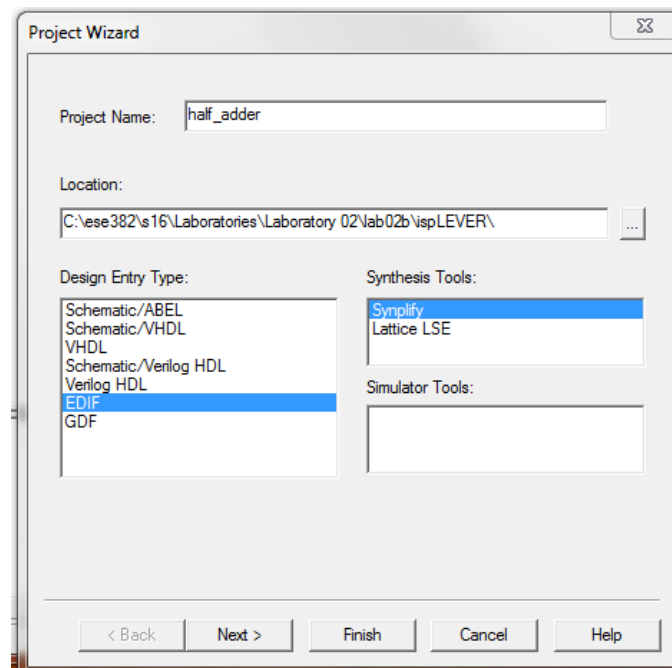 Project Wizard
Project Name:
half_adder
Location:
C:\ese382\s16\Laboratories\Laboratory 02\lab02b\ispLEVER\
...
Design Entry Type:
Schematic/ABEL
Schematic/VHDL
VHDL
Schematic/Verilog HDL
Verilog HDL
EDIF
GDF
Synthesis Tools:
Synplify
Lattice LSE
Simulator Tools:
< Back
Next >
Finish
Cancel
Help